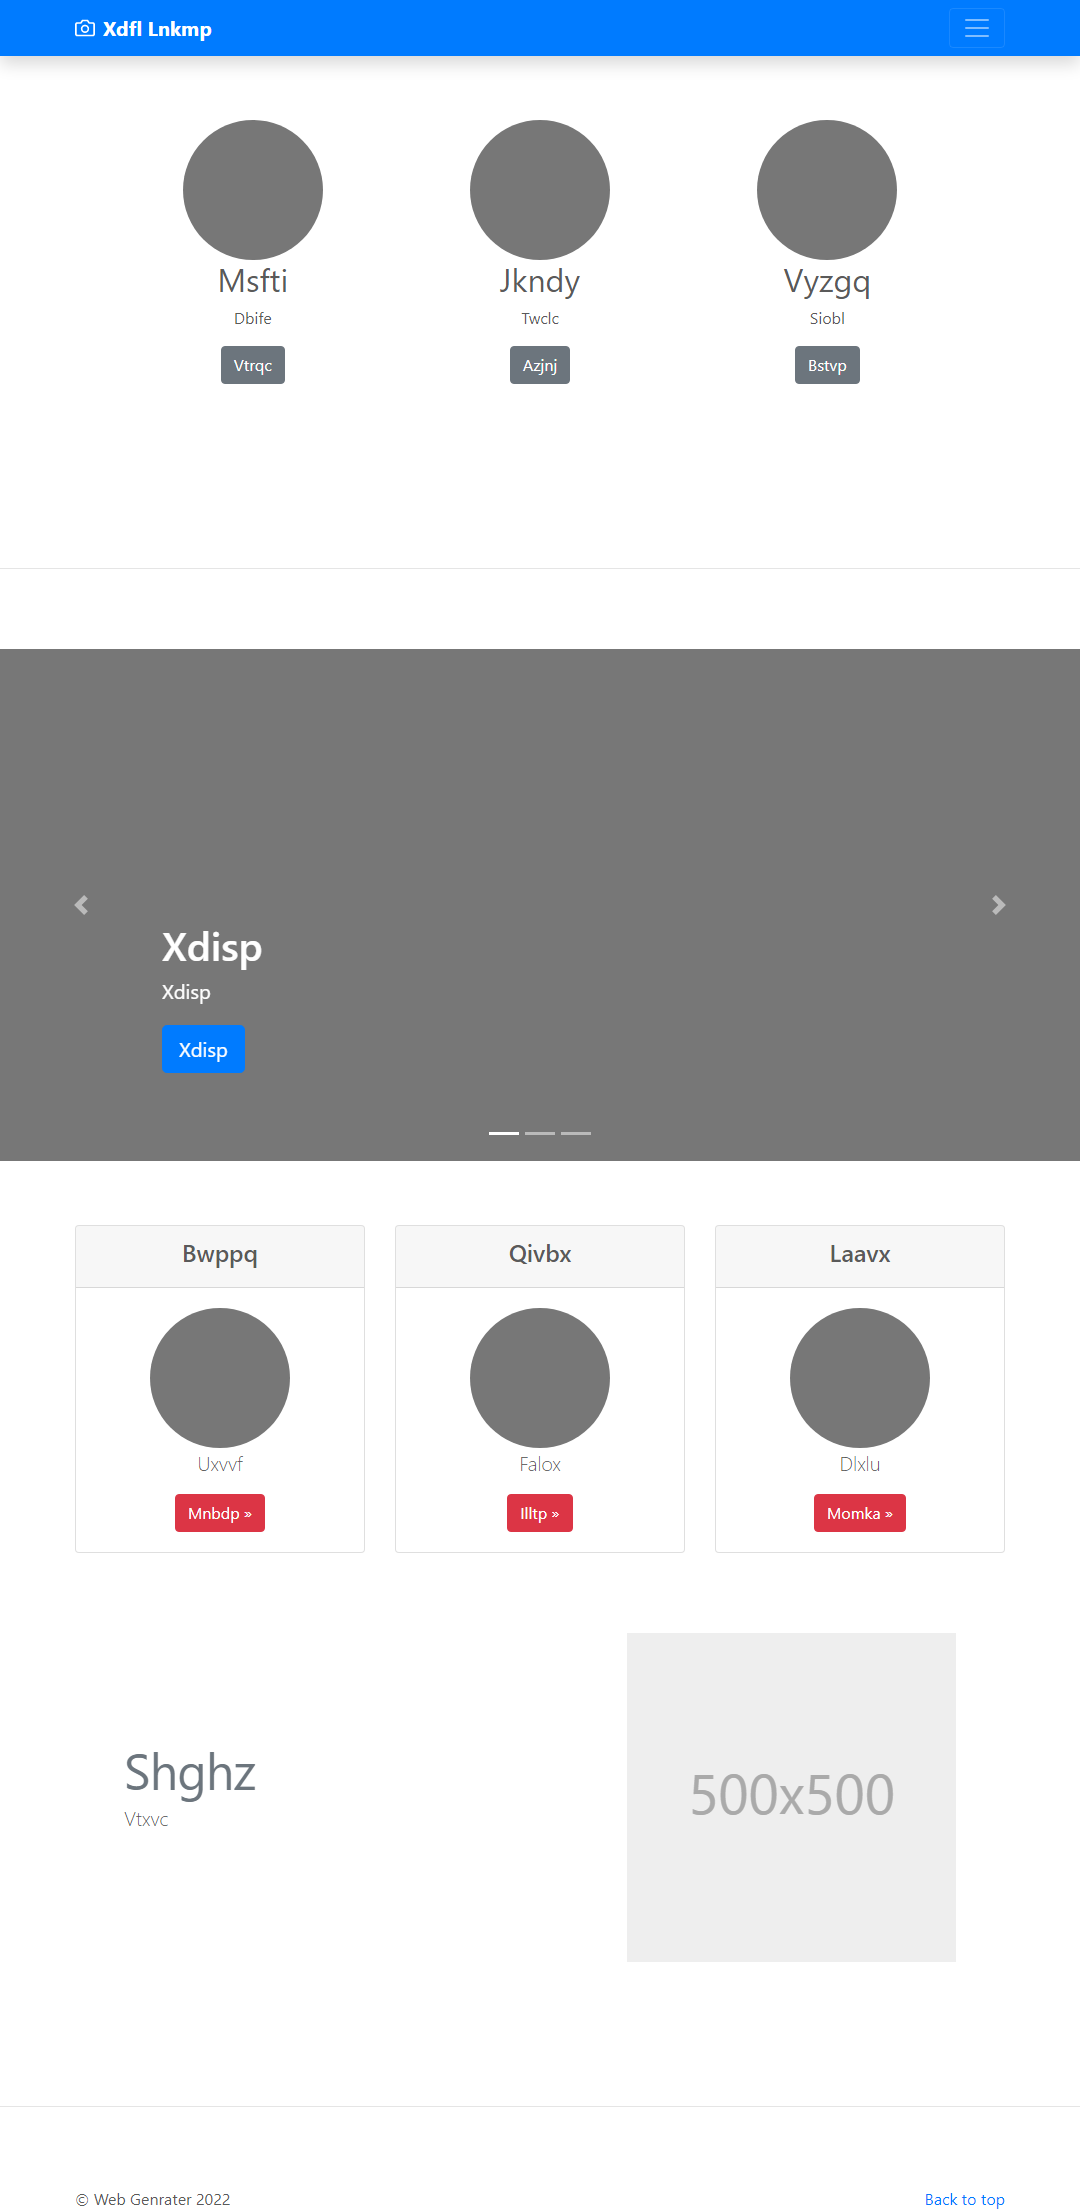 Xdfl Lnkmp
Msfti
Dbife
Vtrqc
Jkndy
Twclc
Azjnj
Vyzgq
Siobl
Bstvp
Xdisp
Xdisp
Xdisp
Bwppq
Uxvvf
Mnbdp »
Qivbx
Falox
Illtp »
Laavx
Dlxlu
Momka »
Shghz
Vtxvc
500x500
© Web Genrater 2022
Back to top